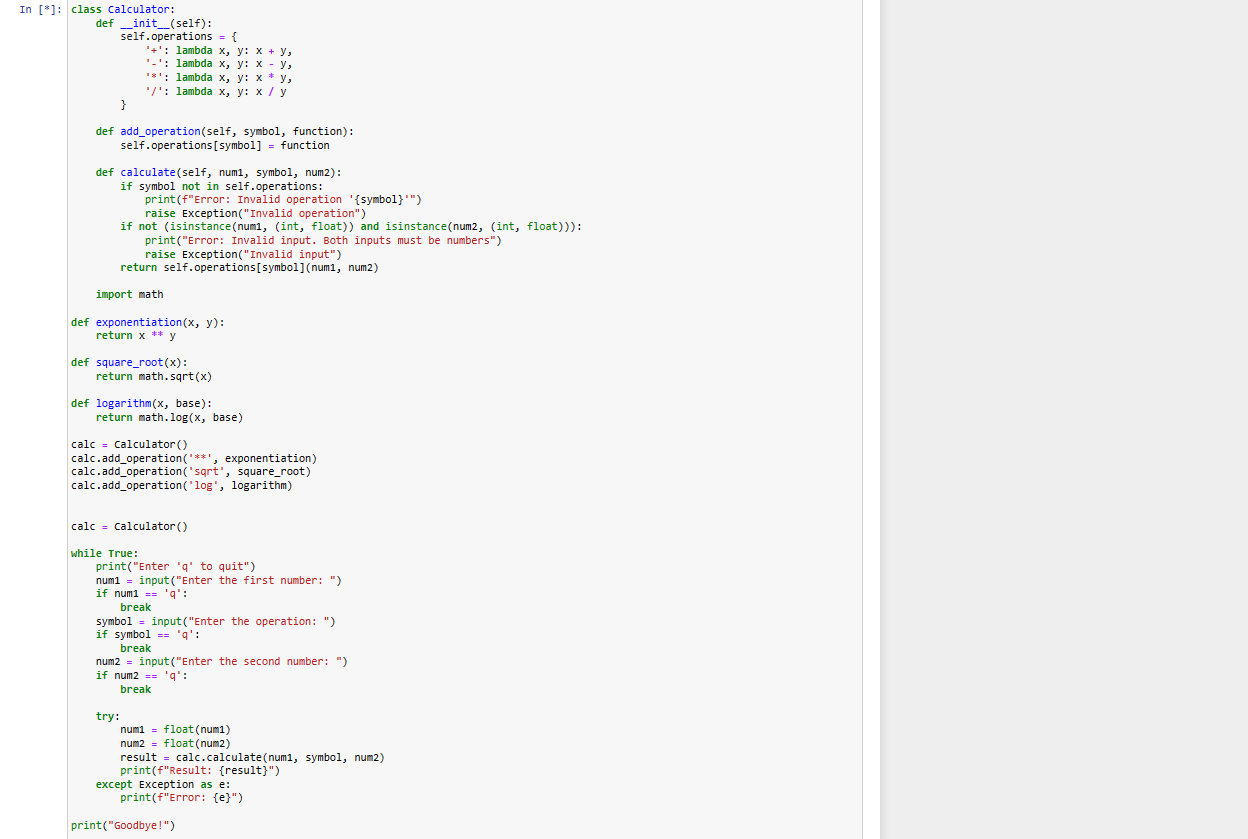 In [*]: class Calculator:
    def __init__(self):
        self.operations = {
            '+': lambda x, y: x + y,
            '-': lambda x, y: x - y,
            '*': lambda x, y: x * y,
            '/': lambda x, y: x / y
        }

    def add_operation(self, symbol, function):
        self.operations[symbol] = function

    def calculate(self, num1, symbol, num2):
        if symbol not in self.operations:
            print(f"Error: Invalid operation '{symbol}'")
            raise Exception("Invalid operation")
        if not (isinstance(num1, (int, float)) and isinstance(num2, (int, float))):
            print("Error: Invalid input. Both inputs must be numbers")
            raise Exception("Invalid input")
        return self.operations[symbol](num1, num2)

    import math

def exponentiation(x, y):
    return x ** y

def square_root(x):
    return math.sqrt(x)

def logarithm(x, base):
    return math.log(x, base)

calc = Calculator()
calc.add_operation('**', exponentiation)
calc.add_operation('sqrt', square_root)
calc.add_operation('log', logarithm)


calc = Calculator()

while True:
    print("Enter 'q' to quit")
    num1 = input("Enter the first number: ")
    if num1 == 'q':
        break
    symbol = input("Enter the operation: ")
    if symbol == 'q':
        break
    num2 = input("Enter the second number: ")
    if num2 == 'q':
        break

    try:
        num1 = float(num1)
        num2 = float(num2)
        result = calc.calculate(num1, symbol, num2)
        print(f"Result: {result}")
    except Exception as e:
        print(f"Error: {e}")

print("Goodbye!")